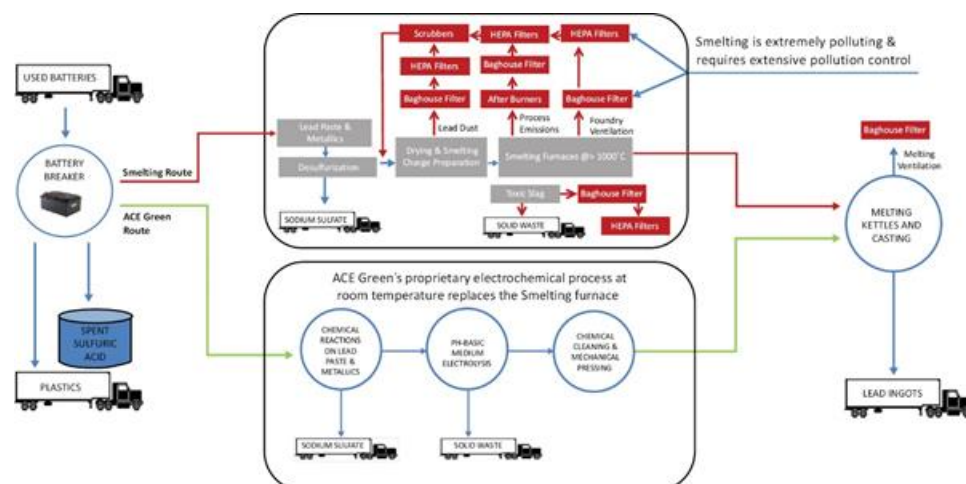 Scrubbers
HEPA Filters
HEPA Filters
Smelting is extremely polluting &
requires extensive pollution control
HEPA Filters
Baghouse Filter
USED BATTERIES
Baghouse Filter
After Burners
Baghouse Filter
Lead Dust
Process
Emissions
Foundry
Ventilation
Baghouse Filter
Melting
Ventilation
Lead Paste &
Metallics
Desulfurization
Drying & Smelting
Charge Preparation
Smelting Furnaces @> 1000°C
BATTERY
BREAKER
Smelting Route
ACE Green
Route
Toxic Slag
Baghouse Filter
SODIUM SULFATE
SOLID WASTE
HEPA Filters
MELTING
KETTLES AND
CASTING
ACE Green's proprietary electrochemical process at
room temperature replaces the Smelting furnace
CHEMICAL
REACTIONS
ON LEAD
PASTE &
METALLICS
PH-BASIC
MEDIUM
ELECTROLYSIS
CHEMICAL
CLEANING &
MECHANICAL
PRESSING
SPENT
SULFURIC
ACID
PLASTICS
LEAD INGOTS
SODIUM SULFATE
SOLID WASTE